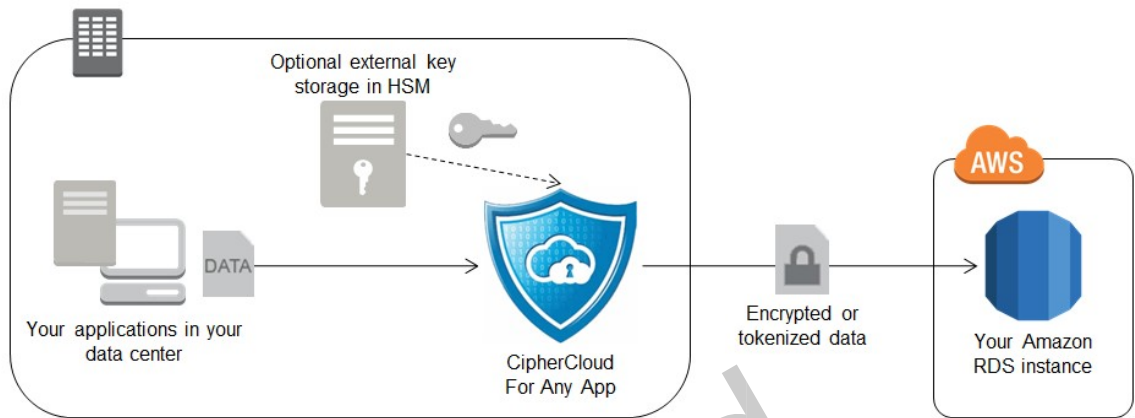 Optional external key
storage in HSM
AWS
DATA
Your applications in your
data center
CipherCloud
For Any App
Encrypted or
tokenized data
Your Amazon
RDS instance